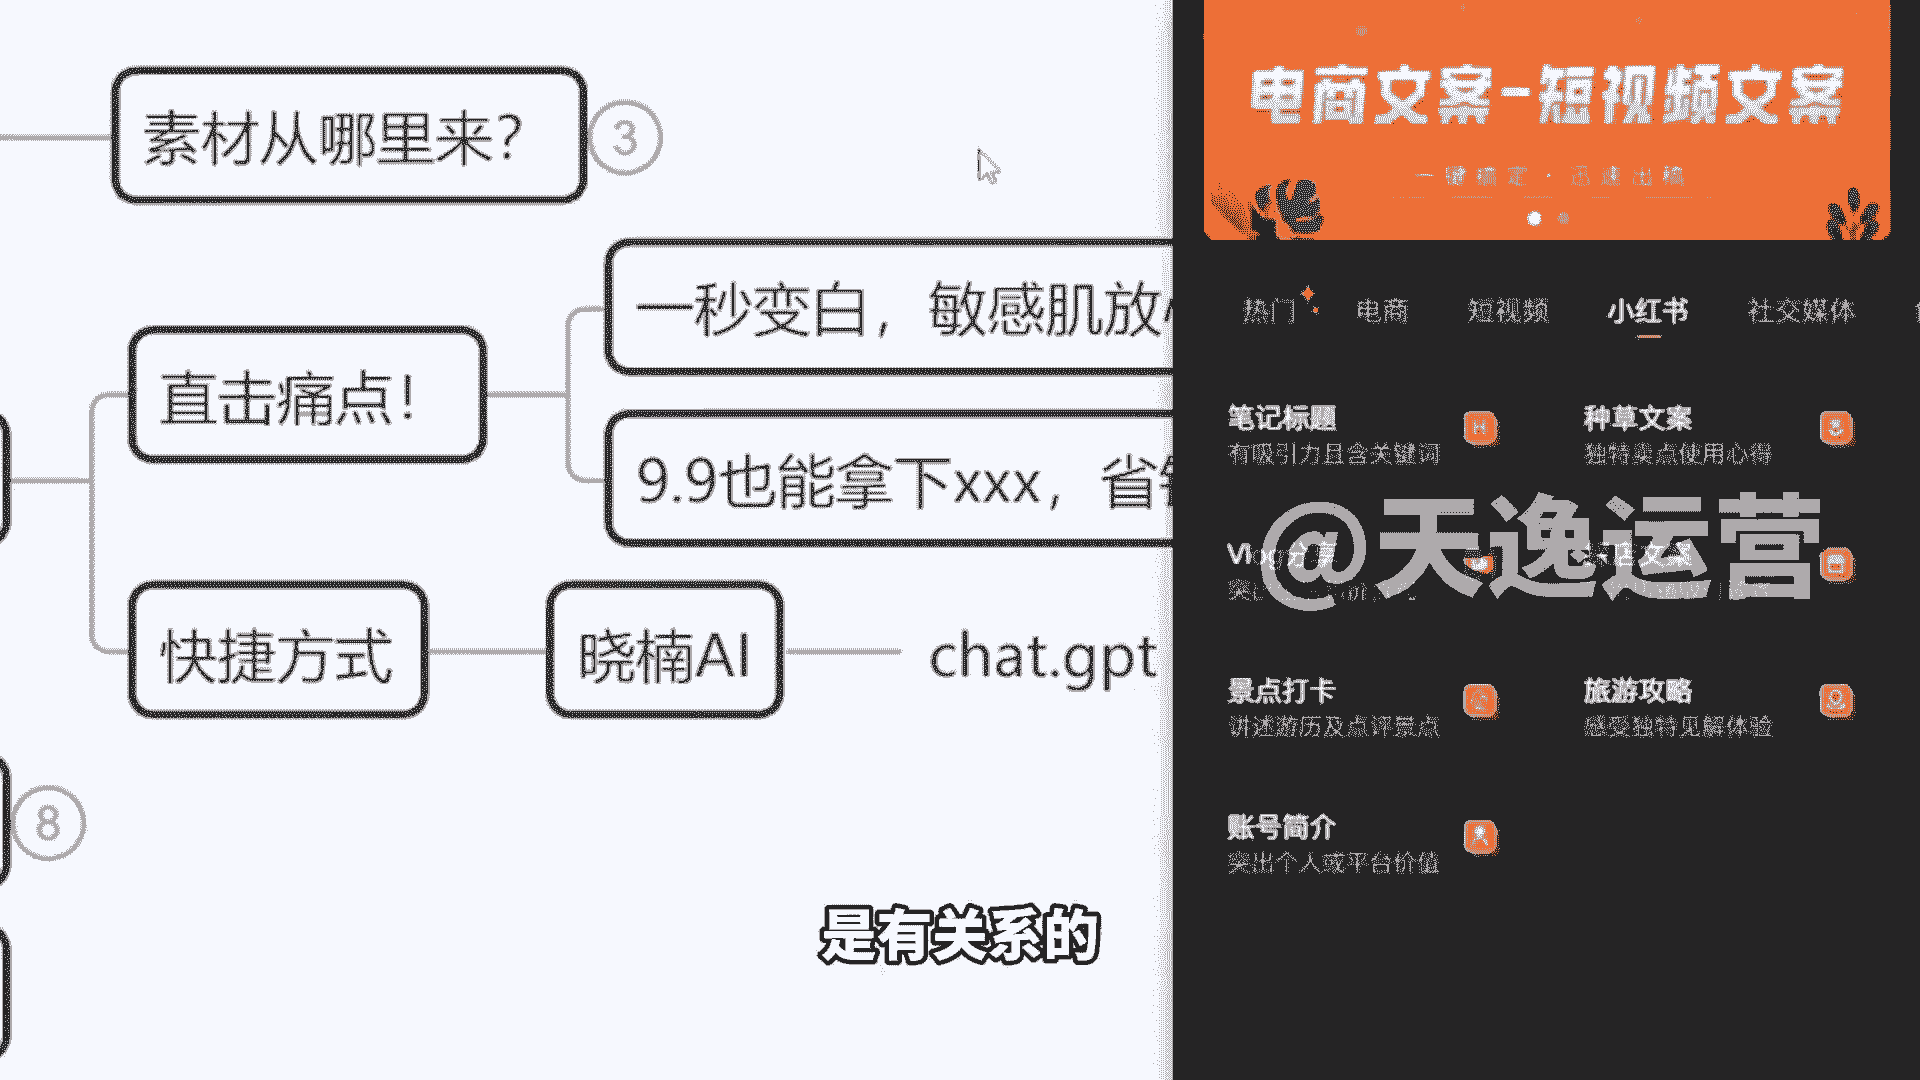 素材从哪里来？
3
直击痛点！
一秒变白，敏感肌放
9.9也能拿下xxx，省
快捷方式
晓楠AI
chat.gpt
8
是有关系的
电商文案-短视频文案
一键搞定·迅速出稿
热门 电商 短视频 小红书 社交媒体
笔记标题
有吸引力且含关键词
种草文案
独特卖点使用心得
@天逸运营
Vlog分享
景点打卡
讲述游历及点评景点
旅游攻略
感受独特见解体验
账号简介
突出个人或平台价值